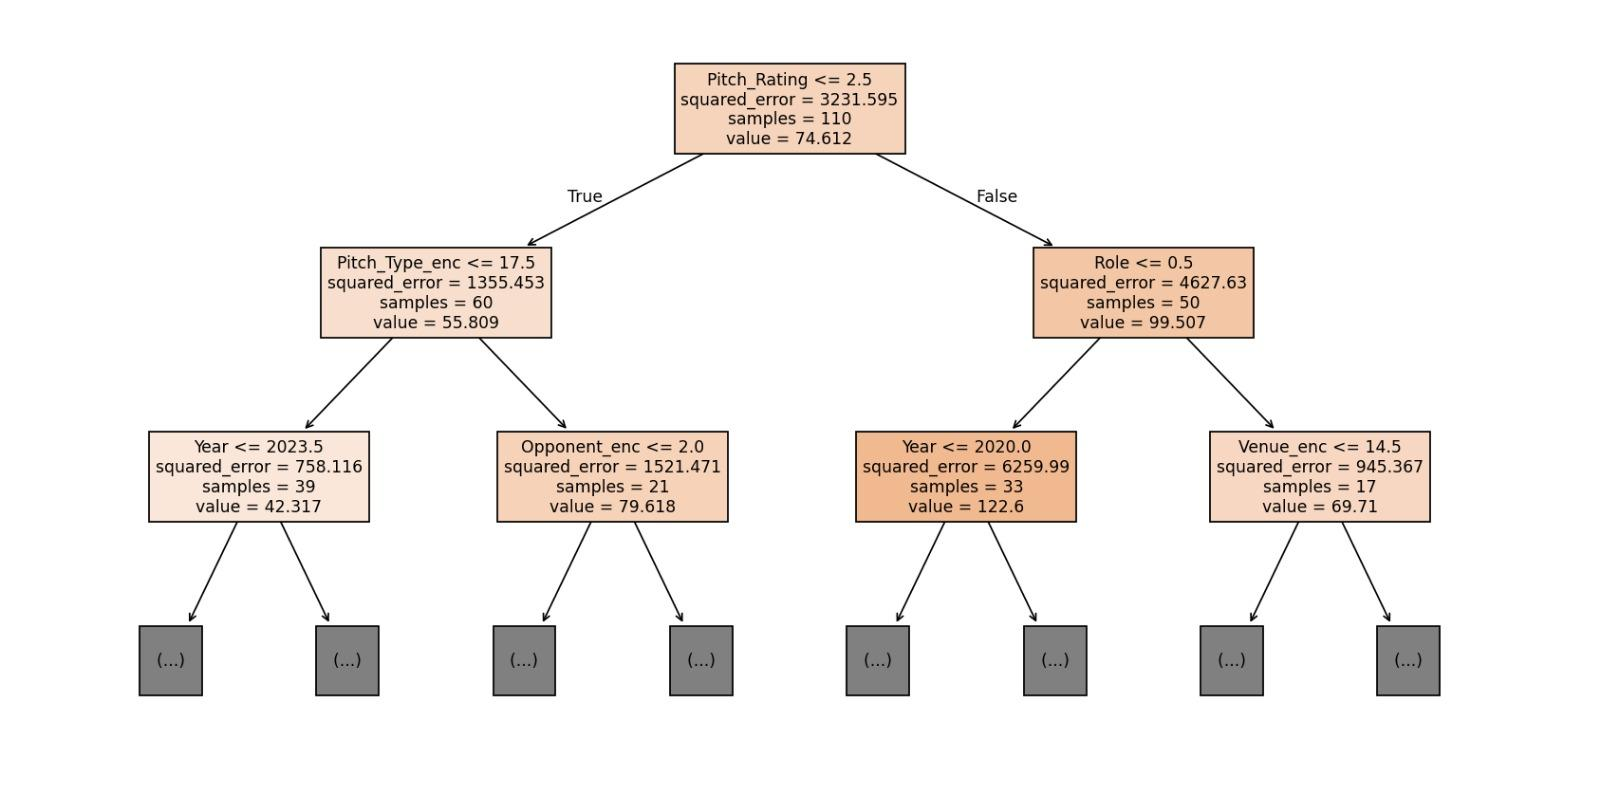 Pitch_Rating <= 2.5
squared_error = 3231.595
samples = 110
value = 74.612
True
False
Pitch_Type_enc <= 17.5
squared_error = 1355.453
samples = 60
value = 55.809
Role <= 0.5
squared_error = 4627.63
samples = 50
value = 99.507
Year <= 2023.5
squared_error = 758.116
samples = 39
value = 42.317
Opponent_enc <= 2.0
squared_error = 1521.471
samples = 21
value = 79.618
Year <= 2020.0
squared_error = 6259.99
samples = 33
value = 122.6
Venue_enc <= 14.5
squared_error = 945.367
samples = 17
value = 69.71
(...)
(...)
(...)
(...)
(...)
(...)
(...)
(...)